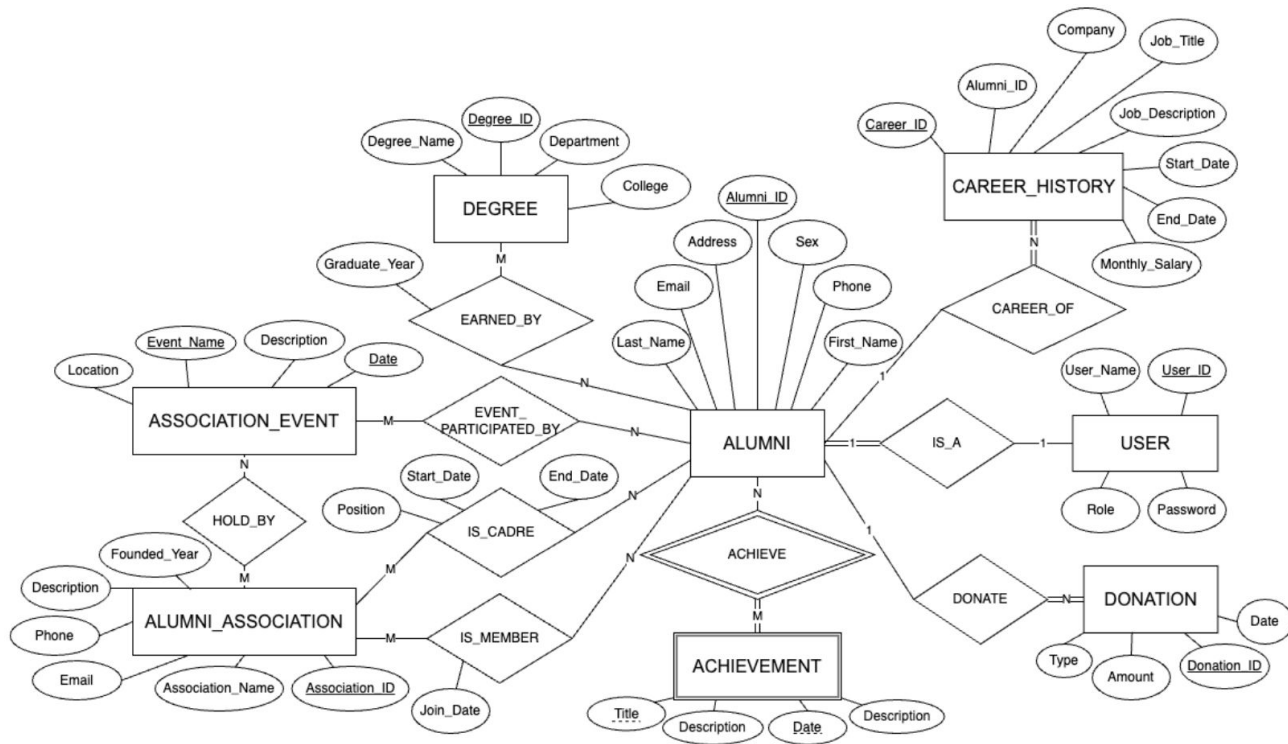 Company
Job_Title
Alumni_ID
Career_ID
Job_Description
Start_Date
End_Date
Monthly_Salary
CAREER_HISTORY
N
CAREER_OF
1
Degree_ID
Degree_Name
Department
College
DEGREE
M
Graduate_Year
EARNED_BY
N
Alumni_ID
Address
Sex
Email
Phone
Last_Name
First_Name
ALUMNI
Event_Name
Description
Date
Location
ASSOCIATION_EVENT
M
EVENT_
PARTICIPATED_BY
N
User_Name
User_ID
1
IS_A
1
USER
Role
Password
N
HOLD_BY
M
Start_Date
End_Date
Position
IS_CADRE
N
M
Founded_Year
Description
Phone
Email
Association_Name
Association_ID
ALUMNI_ASSOCIATION
M
IS_MEMBER
N
Join_Date
N
ACHIEVE
M
ACHIEVEMENT
Title
Description
Date
Description
1
DONATE
N
DONATION
Date
Type
Amount
Donation_ID